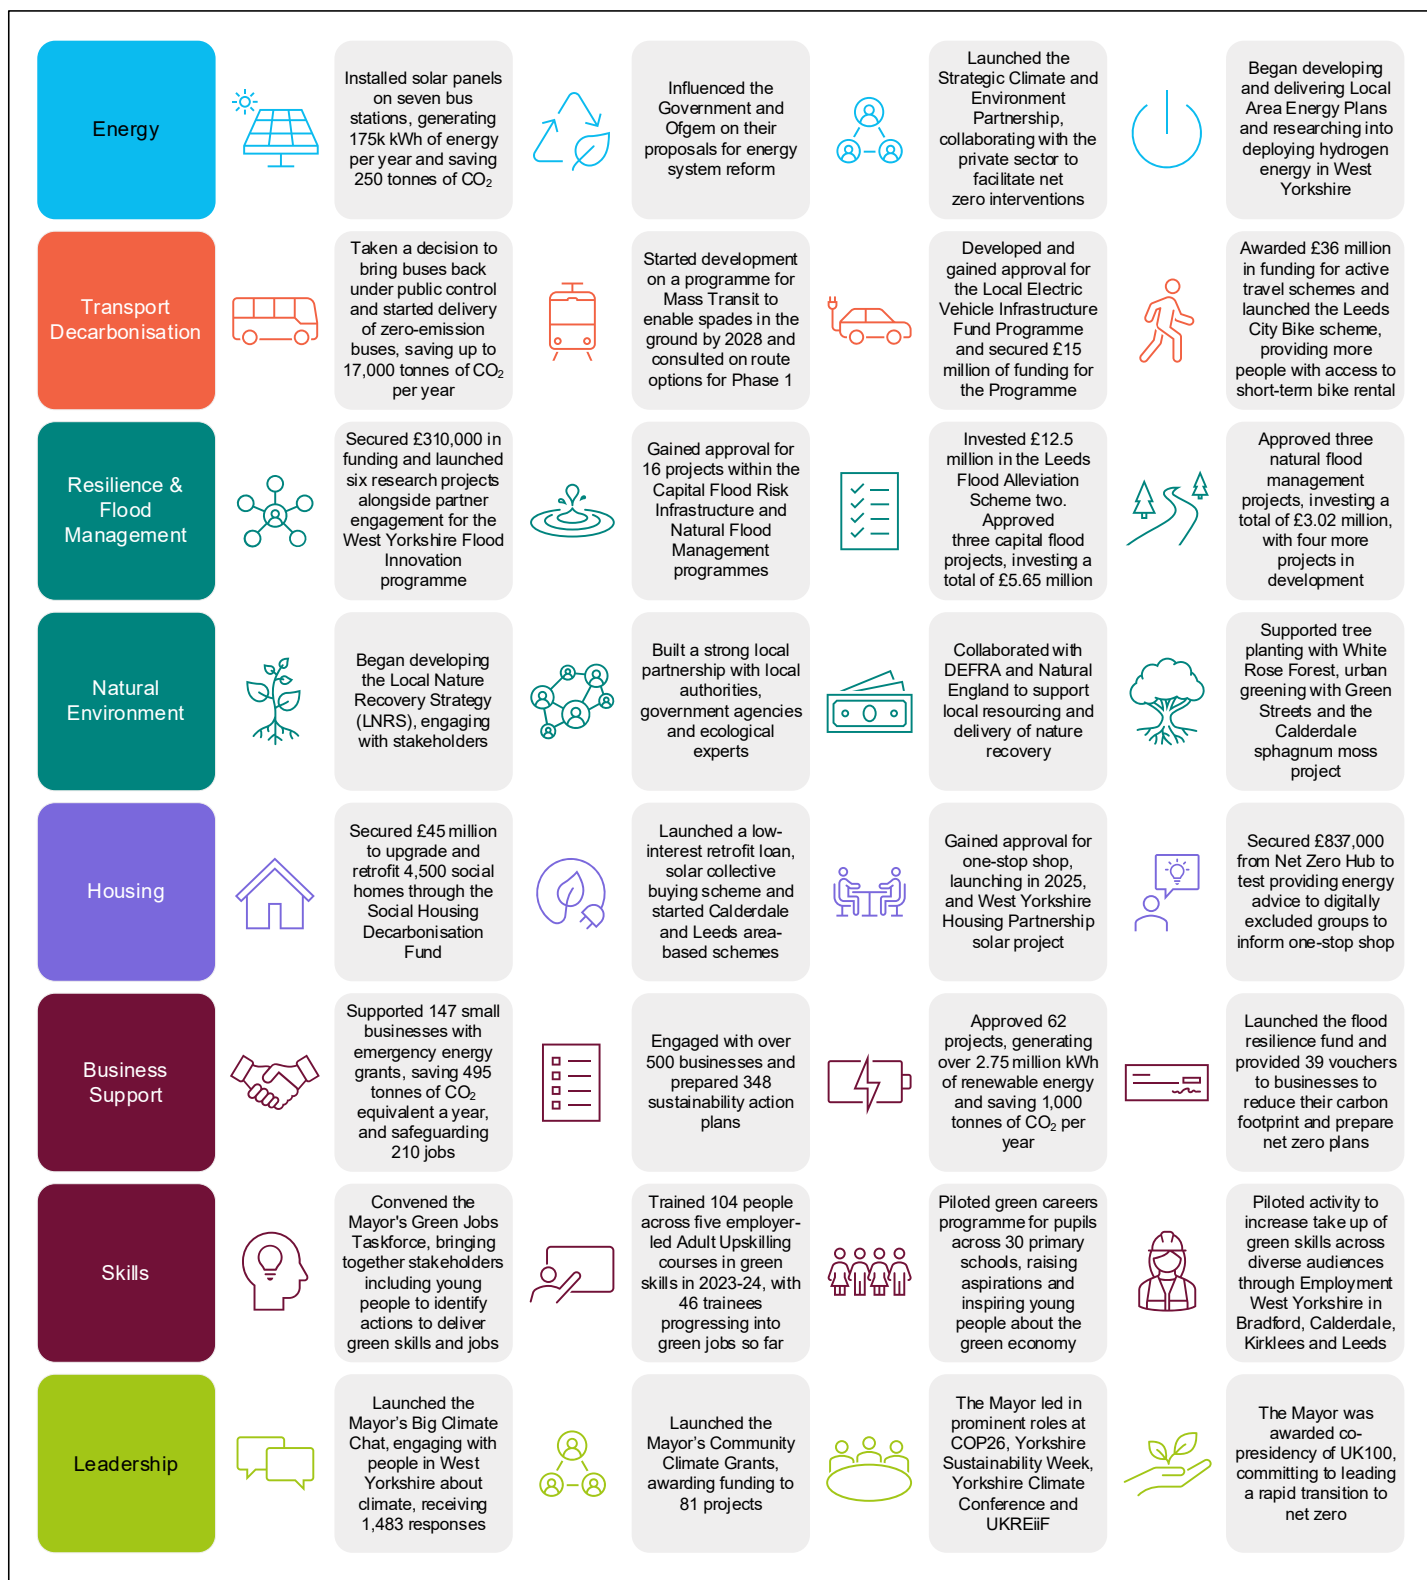 Energy
Installed solar panels
on seven bus
stations, generating
175k kWh of energy
per year and saving
250 tonnes of CO₂
Influenced the
Government and
Ofgem on their
proposals for energy
system reform
Launched the
Strategic Climate and
Environment
Partnership,
collaborating with the
private sector to
facilitate net
zero interventions
Began developing
and delivering Local
Area Energy Plans
and researching into
deploying hydrogen
energy in West
Yorkshire
Transport
Decarbonisation
Taken a decision to
bring buses back
under public control
and started delivery
of zero-emission
buses, saving up to
17,000 tonnes of CO₂
per year
Started development
on a programme for
Mass Transit to
enable spades in the
ground by 2028 and
consulted on route
options for Phase 1
Developed and
gained approval for
the Local Electric
Vehicle Infrastructure
Fund Programme
and secured £15
million of funding for
the Programme
Awarded £36 million
in funding for active
travel schemes and
launched the Leeds
City Bike scheme,
providing more
people with access to
short-term bike rental
Resilience &
Flood
Management
Secured £310,000 in
funding and launched
six research projects
alongside partner
engagement for the
West Yorkshire Flood
Innovation
programme
Gained approval for
16 projects within the
Capital Flood Risk
Infrastructure and
Natural Flood
Management
programmes
Invested £12.5
million in the Leeds
Flood Alleviation
Scheme two.
Approved
three capital flood
projects, investing a
total of £5.65 million
Approved three
natural flood
management
projects, investing a
total of £3.02 million,
with four more
projects in
development
Natural
Environment
Began developing
the Local Nature
Recovery Strategy
(LNRS), engaging
with stakeholders
Built a strong local
partnership with local
authorities,
government agencies
and ecological
experts
Collaborated with
DEFRA and Natural
England to support
local resourcing and
delivery of nature
recovery
Supported tree
planting with White
Rose Forest, urban
greening with Green
Streets and the
Calderdale
sphagnum moss
project
Housing
Secured £45 million
to upgrade and
retrofit 4,500 social
homes through the
Social Housing
Decarbonisation
Fund
Launched a low-
interest retrofit loan,
solar collective
buying scheme and
started Calderdale
and Leeds area-
based schemes
Gained approval for
one-stop shop,
launching in 2025,
and West Yorkshire
Housing Partnership
solar project
Secured £837,000
from Net Zero Hub to
test providing energy
advice to digitally
excluded groups to
inform one-stop shop
Business
Support
Supported 147 small
businesses with
emergency energy
grants, saving 495
tonnes of CO₂
equivalent a year,
and safeguarding
210 jobs
Engaged with over
500 businesses and
prepared 348
sustainability action
plans
Approved 62
projects, generating
over 2.75 million kWh
of renewable energy
and saving 1,000
tonnes of CO₂ per
year
Launched the flood
resilience fund and
provided 39 vouchers
to businesses to
reduce their carbon
footprint and prepare
net zero plans
Skills
Convened the
Mayor's Green Jobs
Taskforce, bringing
together stakeholders
including young
people to identify
actions to deliver
green skills and jobs
Trained 104 people
across five employer-
led Adult Upskilling
courses in green
skills in 2023-24, with
46 trainees
progressing into
green jobs so far
Piloted green careers
programme for pupils
across 30 primary
schools, raising
aspirations and
inspiring young
people about the
green economy
Piloted activity to
increase take up of
green skills across
diverse audiences
through Employment
West Yorkshire in
Bradford, Calderdale,
Kirklees and Leeds
Leadership
Launched the
Mayor’s Big Climate
Chat, engaging with
people in West
Yorkshire about
climate, receiving
1,483 responses
Launched the
Mayor’s Community
Climate Grants,
awarding funding to
81 projects
The Mayor led in
prominent roles at
COP26, Yorkshire
Sustainability Week,
Yorkshire Climate
Conference and
UKREiiF
The Mayor was
awarded co-
presidency of UK100,
committing to leading
a rapid transition to
net zero